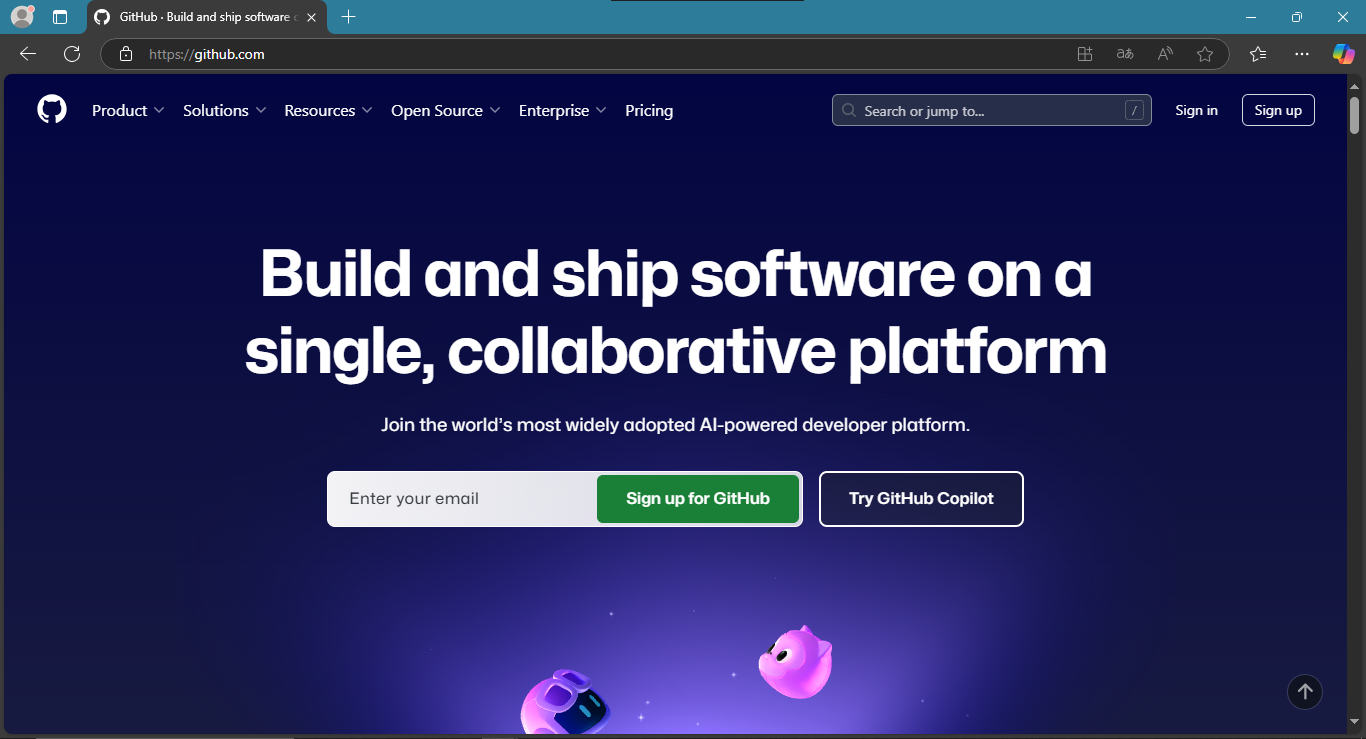 GitHub · Build and ship software
https://github.com
Product Solutions Resources Open Source Enterprise Pricing Search or jump to... / Sign in Sign up
Build and ship software on a
single, collaborative platform
Join the world’s most widely adopted AI-powered developer platform.
Enter your email Sign up for GitHub Try GitHub Copilot